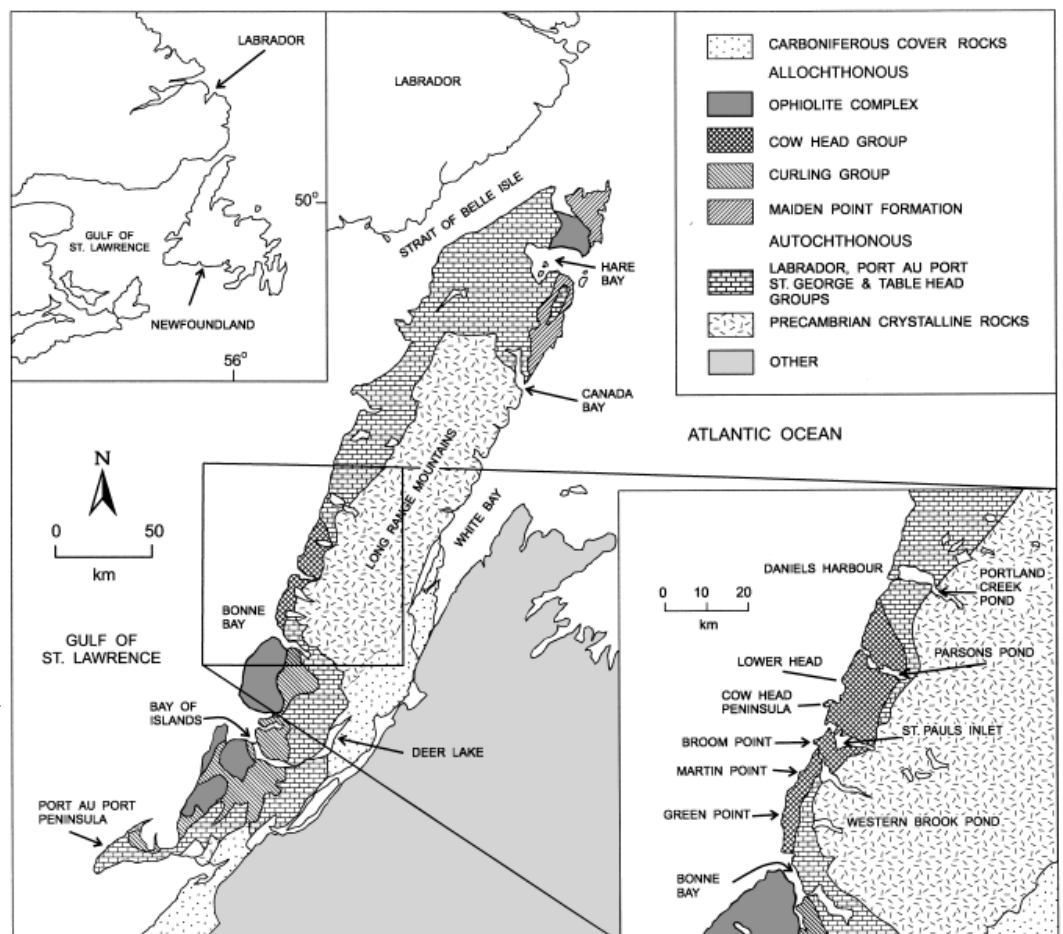 LABRADOR
50°
GULF OF
ST. LAWRENCE
NEWFOUNDLAND
56°
LABRADOR
STRAIT OF BELLE ISLE
HARE
BAY
CANADA
BAY
CARBONIFEROUS COVER ROCKS
ALLOCHTHONOUS
OPHIOLITE COMPLEX
COW HEAD GROUP
CURLING GROUP
MAIDEN POINT FORMATION
AUTOCHTHONOUS
LABRADOR, PORT AU PORT
ST. GEORGE & TABLE HEAD
GROUPS
PRECAMBRIAN CRYSTALLINE ROCKS
OTHER
ATLANTIC OCEAN
N
0 50
km
LONG RANGE MOUNTAINS
WHITE BAY
BONNE
BAY
GULF OF
ST. LAWRENCE
BAY OF
ISLANDS
DEER LAKE
PORT AU PORT
PENINSULA
DANIELS HARBOUR
PORTLAND
CREEK
POND
0 10 20
km
PARSONS POND
LOWER HEAD
COW HEAD
PENINSULA
ST. PAULS INLET
BROOM POINT
MARTIN POINT
GREEN POINT
WESTERN BROOK POND
BONNE
BAY